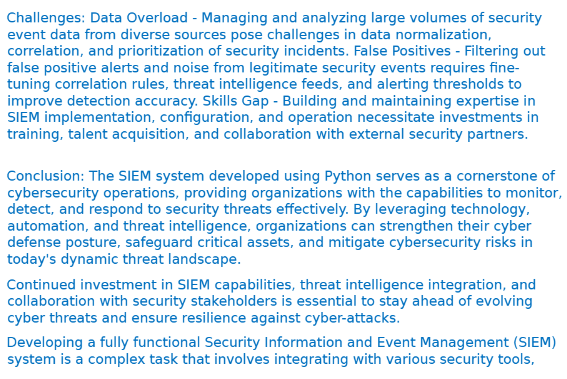 Challenges: Data Overload - Managing and analyzing large volumes of security
event data from diverse sources pose challenges in data normalization,
correlation, and prioritization of security incidents. False Positives - Filtering out
false positive alerts and noise from legitimate security events requires fine-
tuning correlation rules, threat intelligence feeds, and alerting thresholds to
improve detection accuracy. Skills Gap - Building and maintaining expertise in
SIEM implementation, configuration, and operation necessitate investments in
training, talent acquisition, and collaboration with external security partners.
Conclusion: The SIEM system developed using Python serves as a cornerstone of
cybersecurity operations, providing organizations with the capabilities to monitor,
detect, and respond to security threats effectively. By leveraging technology,
automation, and threat intelligence, organizations can strengthen their cyber
defense posture, safeguard critical assets, and mitigate cybersecurity risks in
today's dynamic threat landscape.
Continued investment in SIEM capabilities, threat intelligence integration, and
collaboration with security stakeholders is essential to stay ahead of evolving
cyber threats and ensure resilience against cyber-attacks.
Developing a fully functional Security Information and Event Management (SIEM)
system is a complex task that involves integrating with various security tools,